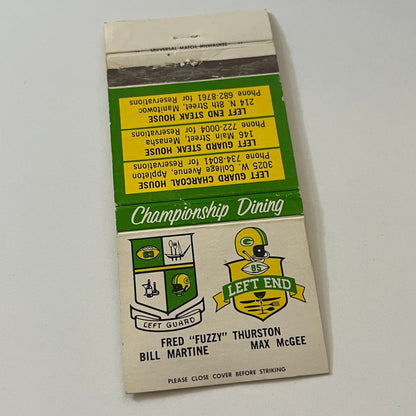 UNIVERSAL MATCH, MILWAUKEE
LEFT GUARD CHARCOAL HOUSE
3025 W. College Avenue, Appleton
Phone 734-8041 for Reservations
LEFT GUARD STEAK HOUSE
146 Main Street, Menasha
Phone 722-0004 for Reservations
LEFT END STEAK HOUSE
214 N. 8th Street, Manitowoc
Phone 682-8761 for Reservations
Championship Dining
63
LEFT GUARD
G
85
LEFT END
FRED "FUZZY" THURSTON
BILL MARTINE MAX McGEE
PLEASE CLOSE COVER BEFORE STRIKING